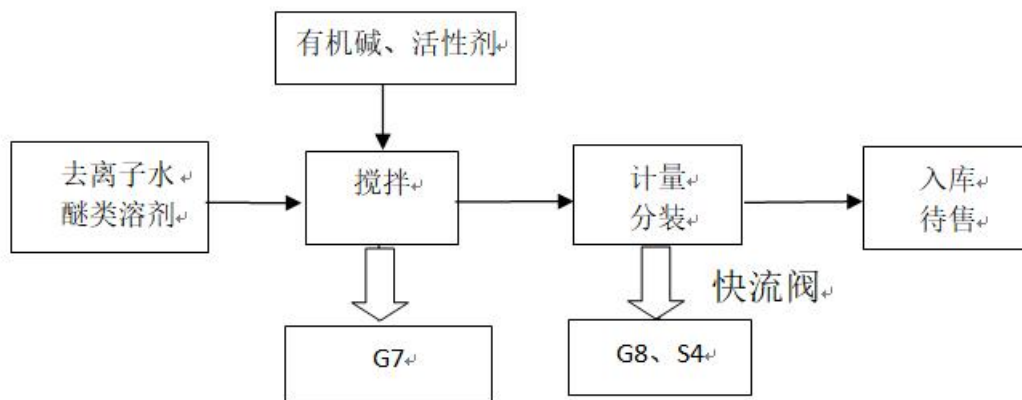 有机碱、活性剂
去离子水
醚类溶剂
搅拌
计量
分装
入库
待售
快流阀
G7
G8、S4